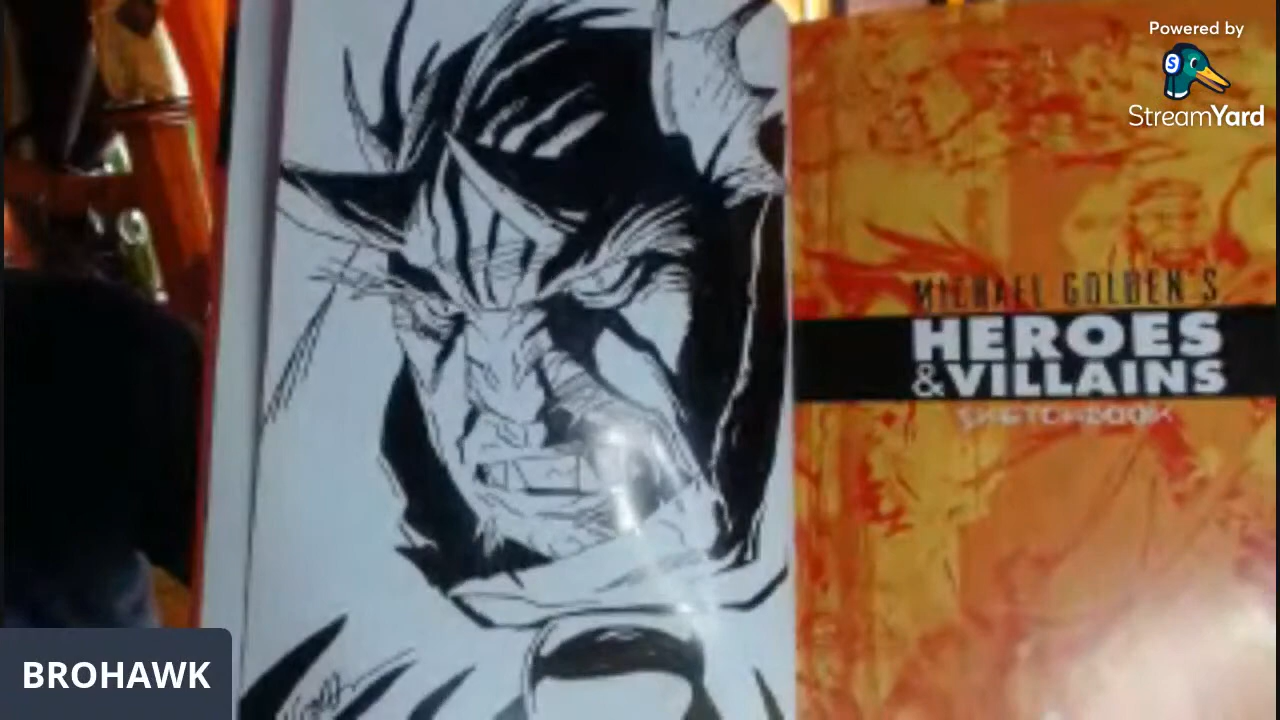 Powered by
StreamYard
MICHAEL GOLDEN'S
HEROES
& VILLAINS
SKETCHBOOK
BROHAWK